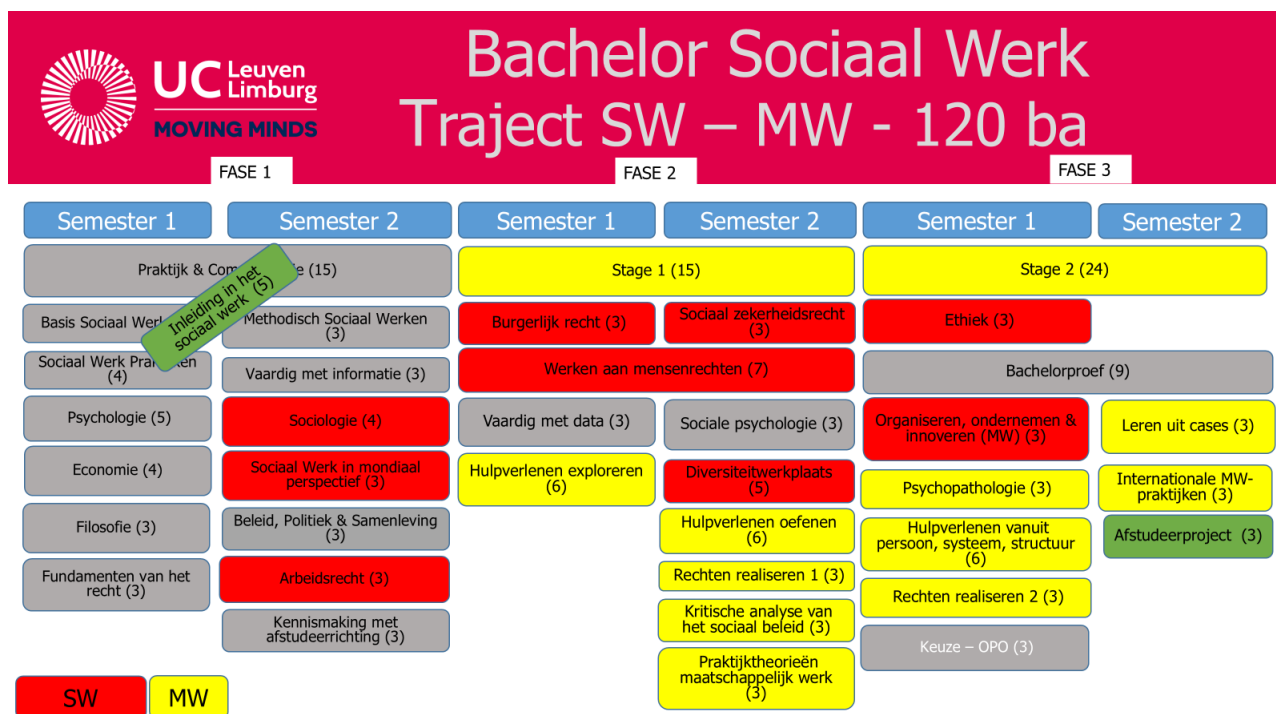 UC Leuven
Limburg
MOVING MINDS
Bachelor Sociaal Werk
Traject SW – MW - 120 ba
FASE 1
FASE 2
FASE 3
Semester 1
Semester 2
Semester 1
Semester 2
Semester 1
Semester 2
Praktijk & Com
e (15)
Inleiding in het
sociaal werk (5)
Stage 1 (15)
Stage 2 (24)
Basis Sociaal Wer
Methodisch Sociaal Werken
(3)
Burgerlijk recht (3)
Sociaal zekerheidsrecht
(3)
Ethiek (3)
Sociaal Werk Prak
ken
(4)
Vaardig met informatie (3)
Werken aan mensenrechten (7)
Bachelorproef (9)
Psychologie (5)
Sociologie (4)
Vaardig met data (3)
Sociale psychologie (3)
Organiseren, ondernemen &
innoveren (MW) (3)
Leren uit cases (3)
Economie (4)
Sociaal Werk in mondiaal
perspectief (3)
Hulpverlenen exploreren
(6)
Diversiteitwerkplaats
(5)
Psychopathologie (3)
Internationale MW-
praktijken (3)
Filosofie (3)
Beleid, Politiek & Samenleving
(3)
Hulpverlenen oefenen
(6)
Hulpverlenen vanuit
persoon, systeem, structuur
(6)
Afstudeerproject (3)
Fundamenten van het
recht (3)
Arbeidsrecht (3)
Rechten realiseren 1 (3)
Rechten realiseren 2 (3)
Kennismaking met
afstudeerrichting (3)
Kritische analyse van
het sociaal beleid (3)
Keuze – OPO (3)
Praktijktheorieën
maatschappelijk werk
(3)
SW
MW